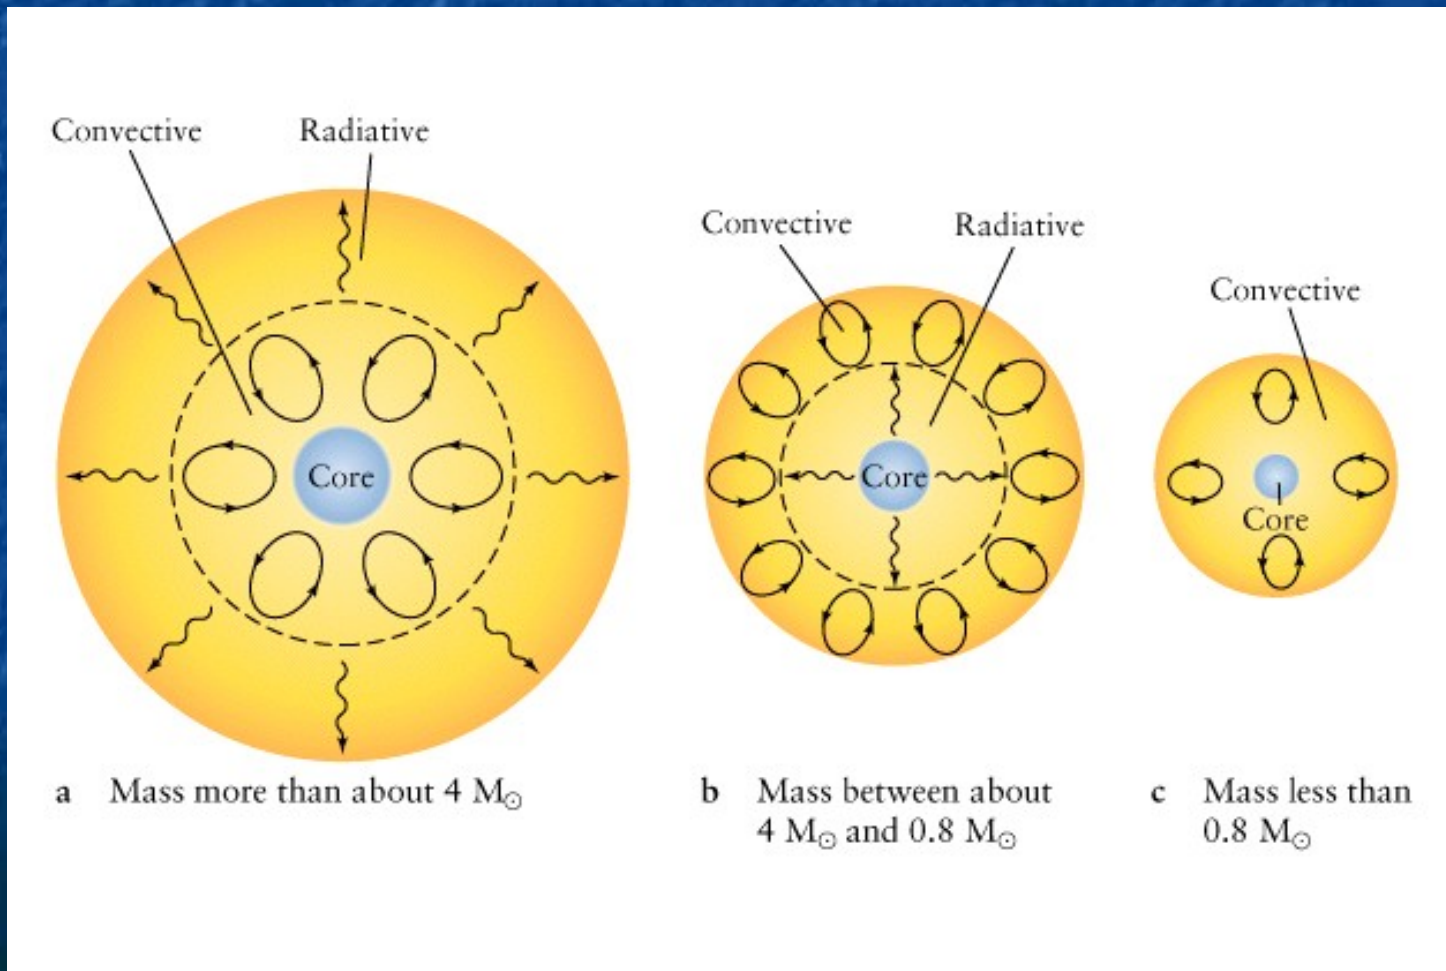 Convective
Radiative
Core
a Mass more than about 4 M☉
Convective
Radiative
Core
b Mass between about
4 M☉ and 0.8 M☉
Convective
Core
c Mass less than
0.8 M☉